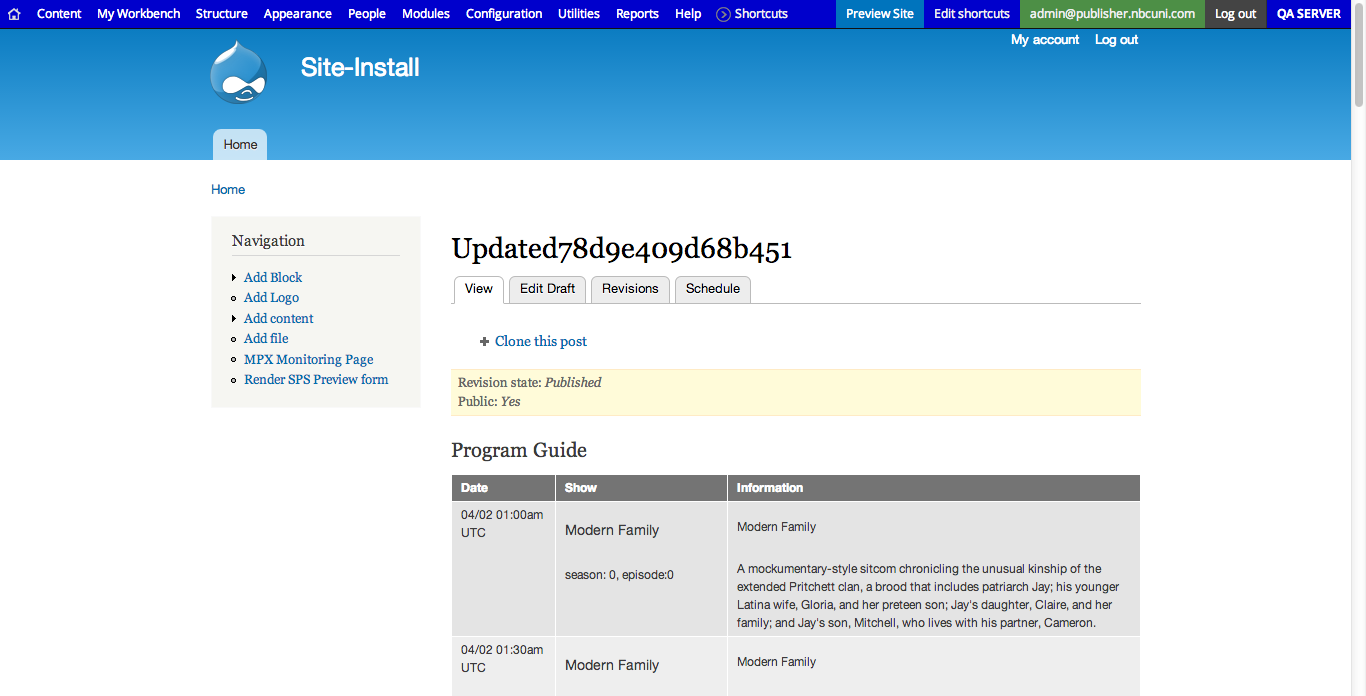 Content My Workbench Structure Appearance People Modules Configuration Utilities Reports Help Shortcuts Preview Site Edit shortcuts admin@publisher.nbcuni.com Log out QA SERVER
My account Log out
Site-Install
Home
Home
Navigation
Add Block
Add Logo
Add content
Add file
MPX Monitoring Page
Render SPS Preview form
Updated78d9e409d68b451
View Edit Draft Revisions Schedule
Clone this post
Revision state: Published
Public: Yes
Program Guide
Date Show Information
04/02 01:00am
UTC
Modern Family
season: 0, episode:0
Modern Family
A mockumentary-style sitcom chronicling the unusual kinship of the
extended Pritchett clan, a brood that includes patriarch Jay; his younger
Latina wife, Gloria, and her preteen son; Jay's daughter, Claire, and her
family; and Jay's son, Mitchell, who lives with his partner, Cameron.
04/02 01:30am
UTC
Modern Family
Modern Family